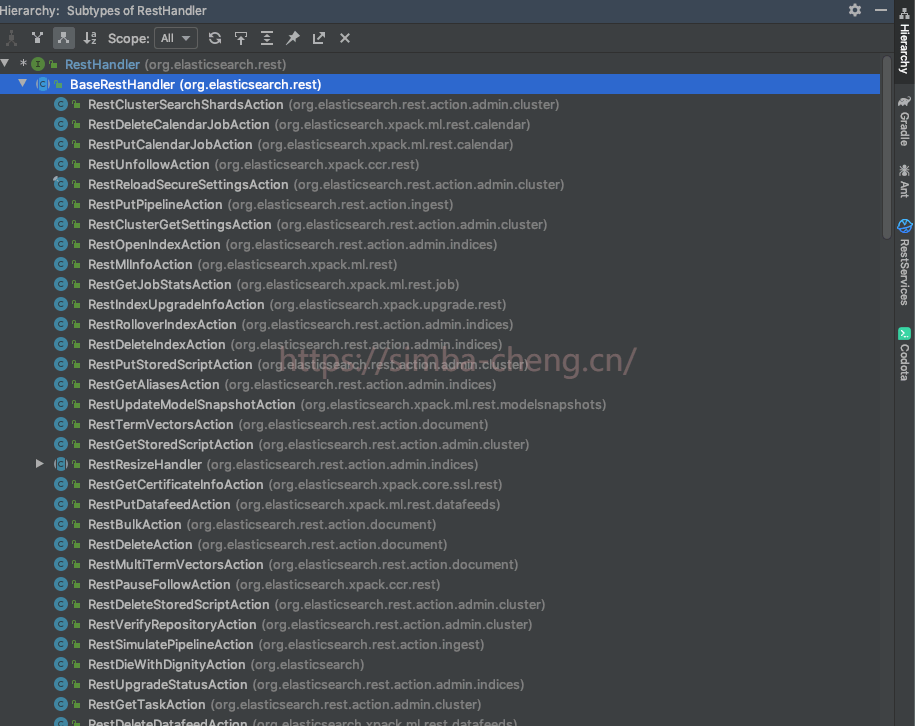 Hierarchy: Subtypes of RestHandler
Scope: All
* RestHandler (org.elasticsearch.rest)
BaseRestHandler (org.elasticsearch.rest)
RestClusterSearchShardsAction (org.elasticsearch.rest.action.admin.cluster)
RestDeleteCalendarJobAction (org.elasticsearch.xpack.ml.rest.calendar)
RestPutCalendarJobAction (org.elasticsearch.xpack.ml.rest.calendar)
RestUnfollowAction (org.elasticsearch.xpack.ccr.rest)
RestReloadSecureSettingsAction (org.elasticsearch.rest.action.admin.cluster)
RestPutPipelineAction (org.elasticsearch.rest.action.ingest)
RestClusterGetSettingsAction (org.elasticsearch.rest.action.admin.cluster)
RestOpenIndexAction (org.elasticsearch.rest.action.admin.indices)
RestMlInfoAction (org.elasticsearch.xpack.ml.rest)
RestGetJobStatsAction (org.elasticsearch.xpack.ml.rest.job)
RestIndexUpgradeInfoAction (org.elasticsearch.xpack.upgrade.rest)
RestRolloverIndexAction (org.elasticsearch.rest.action.admin.indices)
RestDeleteIndexAction (org.elasticsearch.rest.action.admin.indices)
https://simba-cheng.cn/
RestPutStoredScriptAction (org.elasticsearch.rest.action.admin.cluster)
RestGetAliasesAction (org.elasticsearch.rest.action.admin.indices)
RestUpdateModelSnapshotAction (org.elasticsearch.xpack.ml.rest.modelsnapshots)
RestTermVectorsAction (org.elasticsearch.rest.action.document)
RestGetStoredScriptAction (org.elasticsearch.rest.action.admin.cluster)
RestResizeHandler (org.elasticsearch.rest.action.admin.indices)
RestGetCertificateInfoAction (org.elasticsearch.xpack.core.ssl.rest)
RestPutDatafeedAction (org.elasticsearch.xpack.ml.rest.datafeeds)
RestBulkAction (org.elasticsearch.rest.action.document)
RestDeleteAction (org.elasticsearch.rest.action.document)
RestMultiTermVectorsAction (org.elasticsearch.rest.action.document)
RestPauseFollowAction (org.elasticsearch.xpack.ccr.rest)
RestDeleteStoredScriptAction (org.elasticsearch.rest.action.admin.cluster)
RestVerifyRepositoryAction (org.elasticsearch.rest.action.admin.cluster)
RestSimulatePipelineAction (org.elasticsearch.rest.action.ingest)
RestDieWithDignityAction (org.elasticsearch)
RestUpgradeStatusAction (org.elasticsearch.rest.action.admin.indices)
RestGetTaskAction (org.elasticsearch.rest.action.admin.cluster)
RestDeleteDatafeedAction (org.elasticsearch.xpack.ml.rest.datafeeds)
Hierarchy
Gradle
Ant
RestServices
Codota